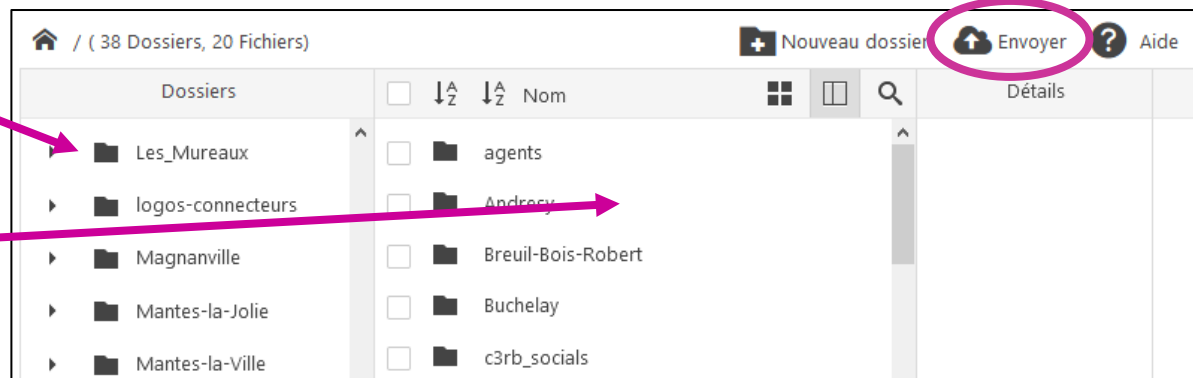 / ( 38 Dossiers, 20 Fichiers)
Nouveau dossier
Envoyer
? Aide
Dossiers
Nom
Détails
Les_Mureaux
logos-connecteurs
Magnanville
Mantes-la-Jolie
Mantes-la-Ville
agents
Andresy
Breuil-Bois-Robert
Buchelay
c3rb_socials